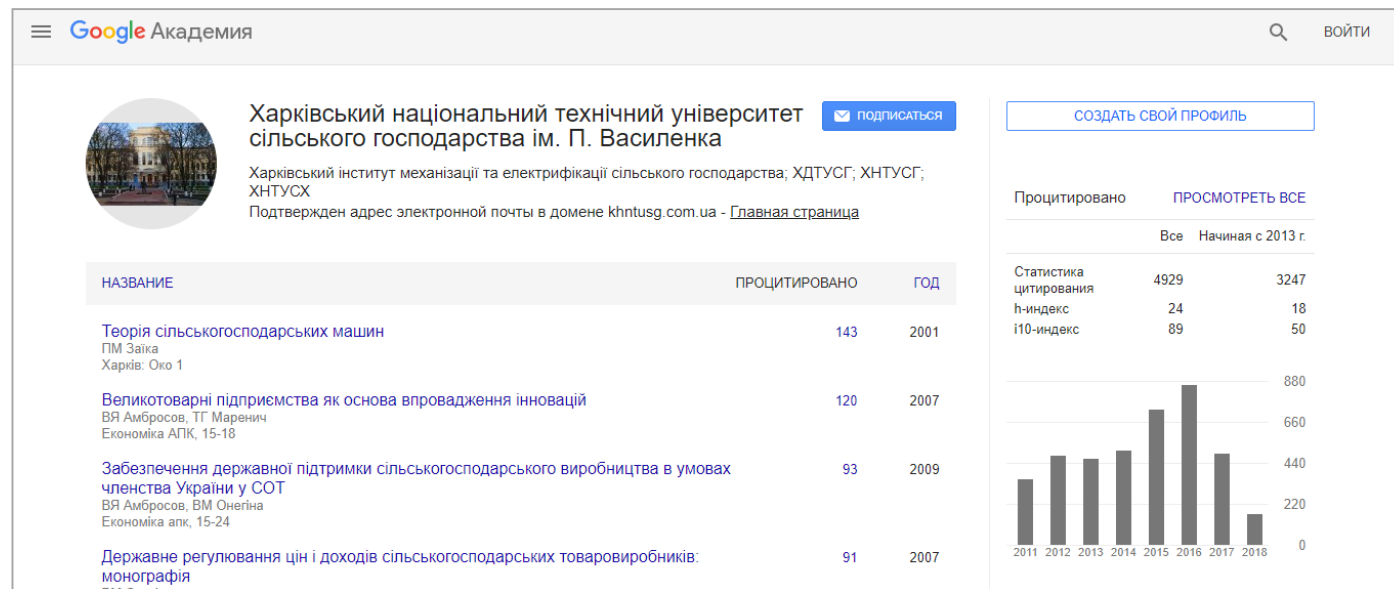 Google Академия
ВОЙТИ
Харківський національний технічний університет
сільського господарства ім. П. Василенка
ПОДПИСАТЬСЯ
Харківський інститут механізації та електрифікації сільського господарства; ХДТУСГ; ХНТУСГ;
ХНТУСХ
Подтвержден адрес электронной почты в домене khntusg.com.ua - Главная страница
НАЗВАНИЕ ПРОЦИТИРОВАНО ГОД
Теорія сільськогосподарських машин 143 2001
ПМ Заїка
Харків: Око 1
Великотоварні підприємства як основа впровадження інновацій 120 2007
ВЯ Амбросов, ТГ Маренич
Економіка АПК, 15-18
Забезпечення державної підтримки сільськогосподарського виробництва в умовах 93 2009
членства України у СОТ
ВЯ Амбросов, ВМ Онегіна
Економіка апк, 15-24
Державне регулювання цін і доходів сільськогосподарських товаровиробників: 91 2007
монографія
СОЗДАТЬ СВОЙ ПРОФИЛЬ
Процитировано ПРОСМОТРЕТЬ ВСЕ
Все Начиная с 2013 г.
Статистика
цитирования 4929 3247
h-индекс 24 18
i10-индекс 89 50
880
660
440
220
0
2011 2012 2013 2014 2015 2016 2017 2018